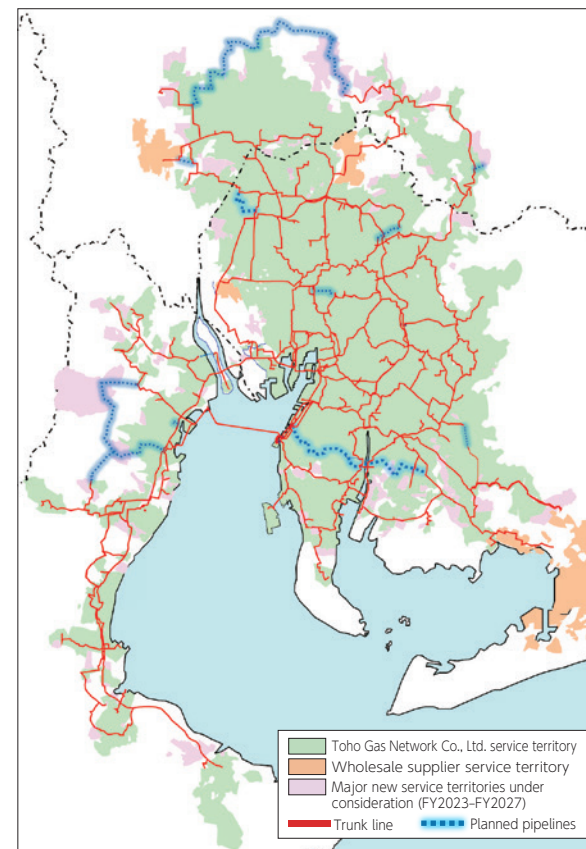 Toho Gas Network Co., Ltd. service territory
Wholesale supplier service territory
Major new service territories under
consideration (FY2023–FY2027)
Trunk line
Planned pipelines